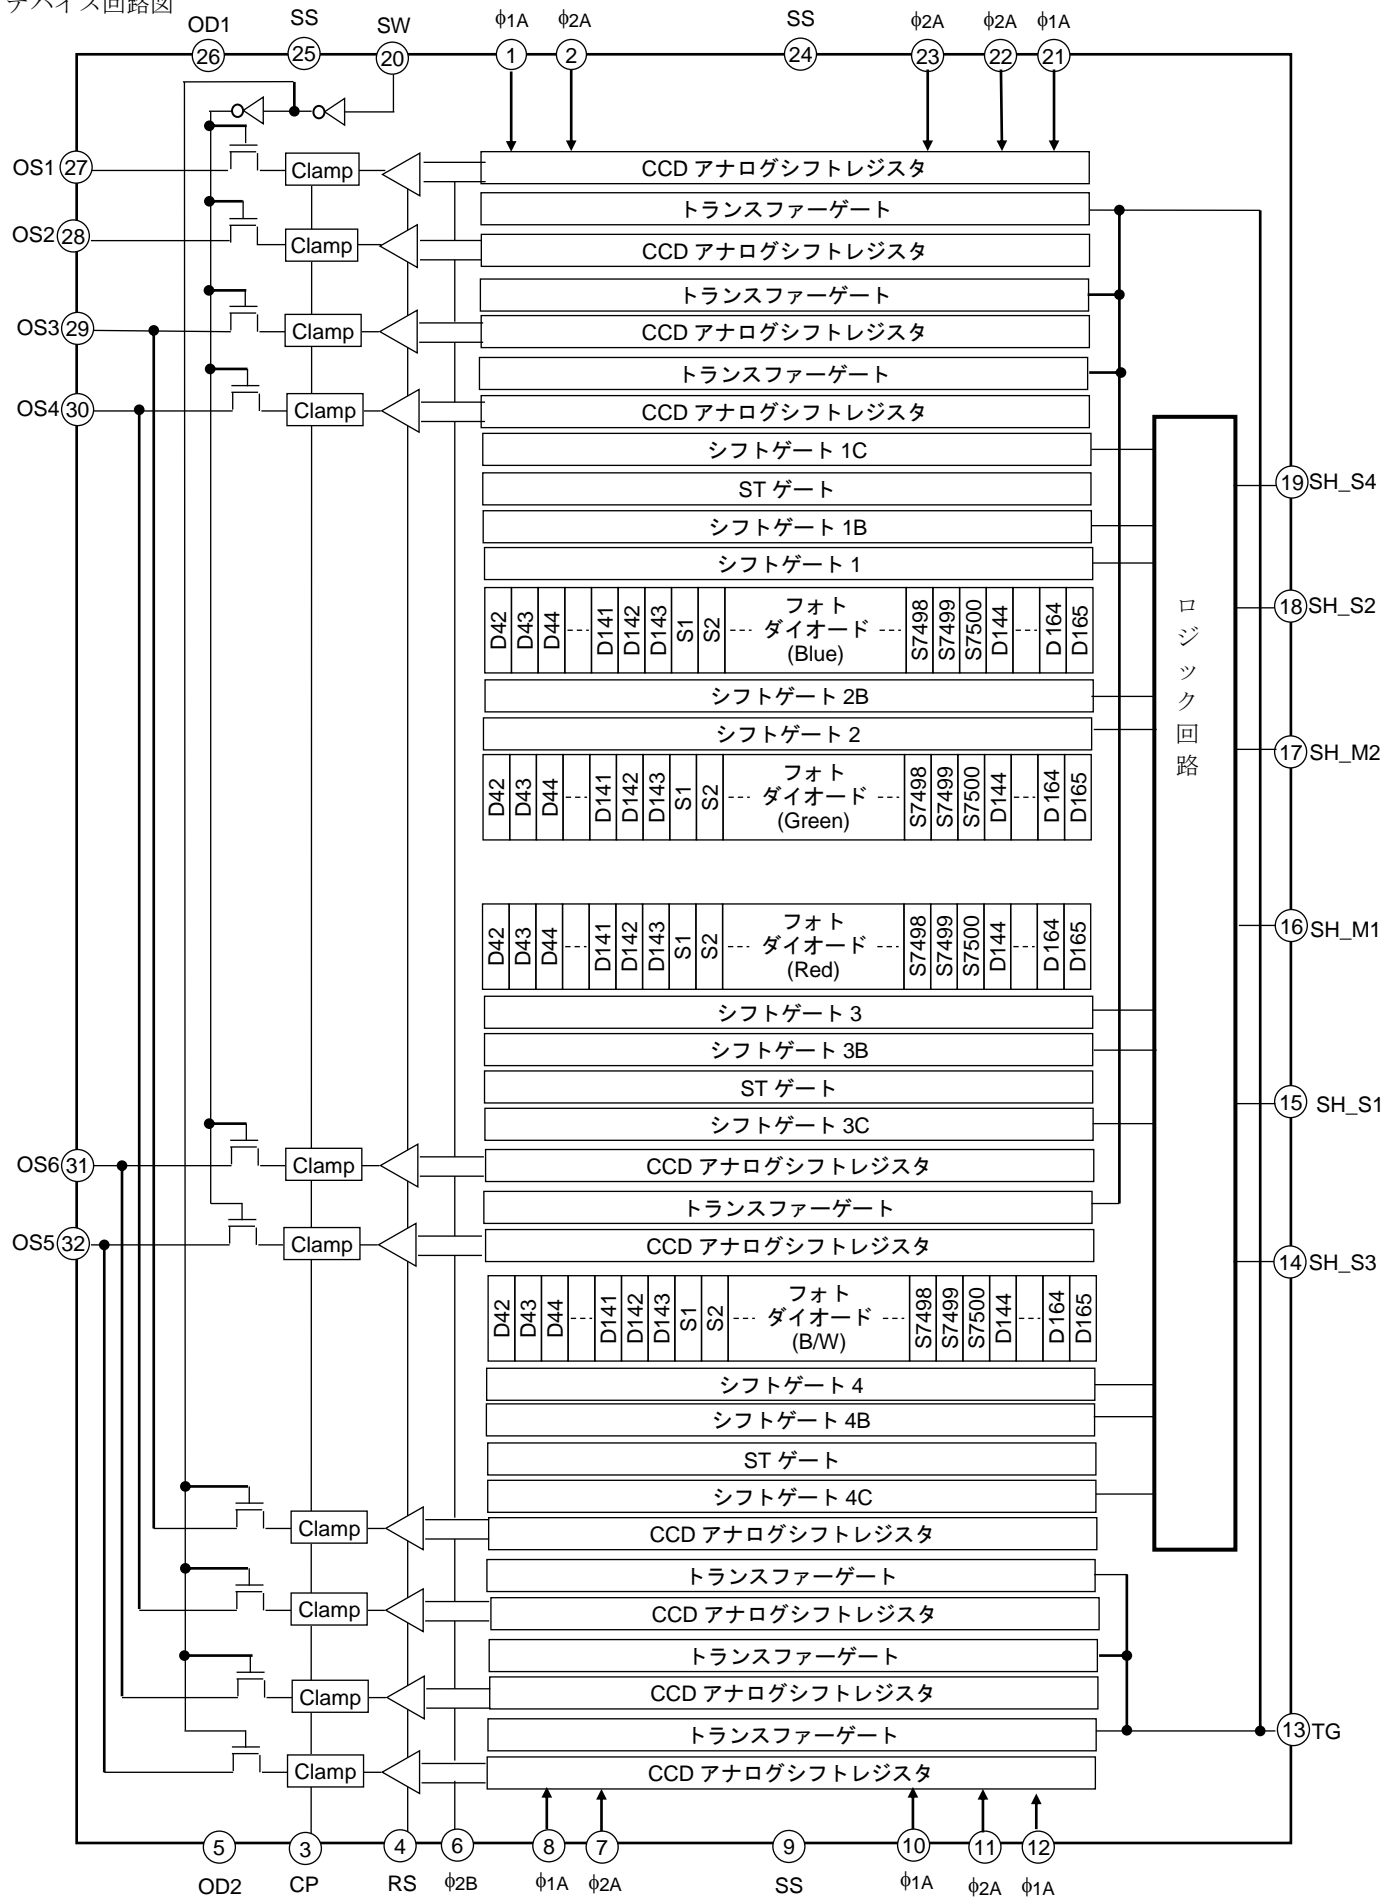 デバイス回路図
OD1 SS SW φ1A φ2A SS φ2A φ2A φ1A
26 25 20 1 2 24 23 22 21
OS1 27 Clamp CCD アナログシフトレジスタ
トランスファーゲート
OS2 28 Clamp CCD アナログシフトレジスタ
トランスファーゲート
OS3 29 Clamp CCD アナログシフトレジスタ
トランスファーゲート
OS4 30 Clamp CCD アナログシフトレジスタ
シフトゲート 1C
ST ゲート 19 SH_S4
シフトゲート 1B
シフトゲート 1
D42 D43 D44 ---- D141 D142 D143 S1 S2 --- フォト ダイオード (Blue) --- S7498 S7499 S7500 D144 ---- D164 D165
18 SH_S2
ロジック回路
シフトゲート 2B
シフトゲート 2
17 SH_M2
D42 D43 D44 ---- D141 D142 D143 S1 S2 --- フォト ダイオード (Green) --- S7498 S7499 S7500 D144 ---- D164 D165
D42 D43 D44 ---- D141 D142 D143 S1 S2 --- フォト ダイオード (Red) --- S7498 S7499 S7500 D144 ---- D164 D165
16 SH_M1
シフトゲート 3
シフトゲート 3B
ST ゲート
15 SH_S1
シフトゲート 3C
OS6 31 Clamp CCD アナログシフトレジスタ
トランスファーゲート
OS5 32 Clamp CCD アナログシフトレジスタ
14 SH_S3
D42 D43 D44 ---- D141 D142 D143 S1 S2 --- フォト ダイオード (B/W) --- S7498 S7499 S7500 D144 ---- D164 D165
シフトゲート 4
シフトゲート 4B
ST ゲート
シフトゲート 4C
Clamp CCD アナログシフトレジスタ
トランスファーゲート
Clamp CCD アナログシフトレジスタ
トランスファーゲート
Clamp CCD アナログシフトレジスタ
トランスファーゲート 13 TG
Clamp CCD アナログシフトレジスタ
5 3 4 6 8 7 9 10 11 12
OD2 CP RS φ2B φ1A φ2A SS φ1A φ2A φ1A